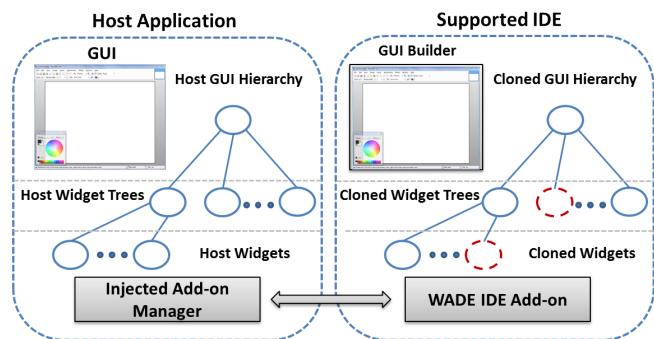 Host Application
Supported IDE
GUI
Host GUI Hierarchy
Host Widget Trees
Host Widgets
Injected Add-on
Manager
GUI Builder
Cloned GUI Hierarchy
Cloned Widget Trees
Cloned Widgets
WADE IDE Add-on